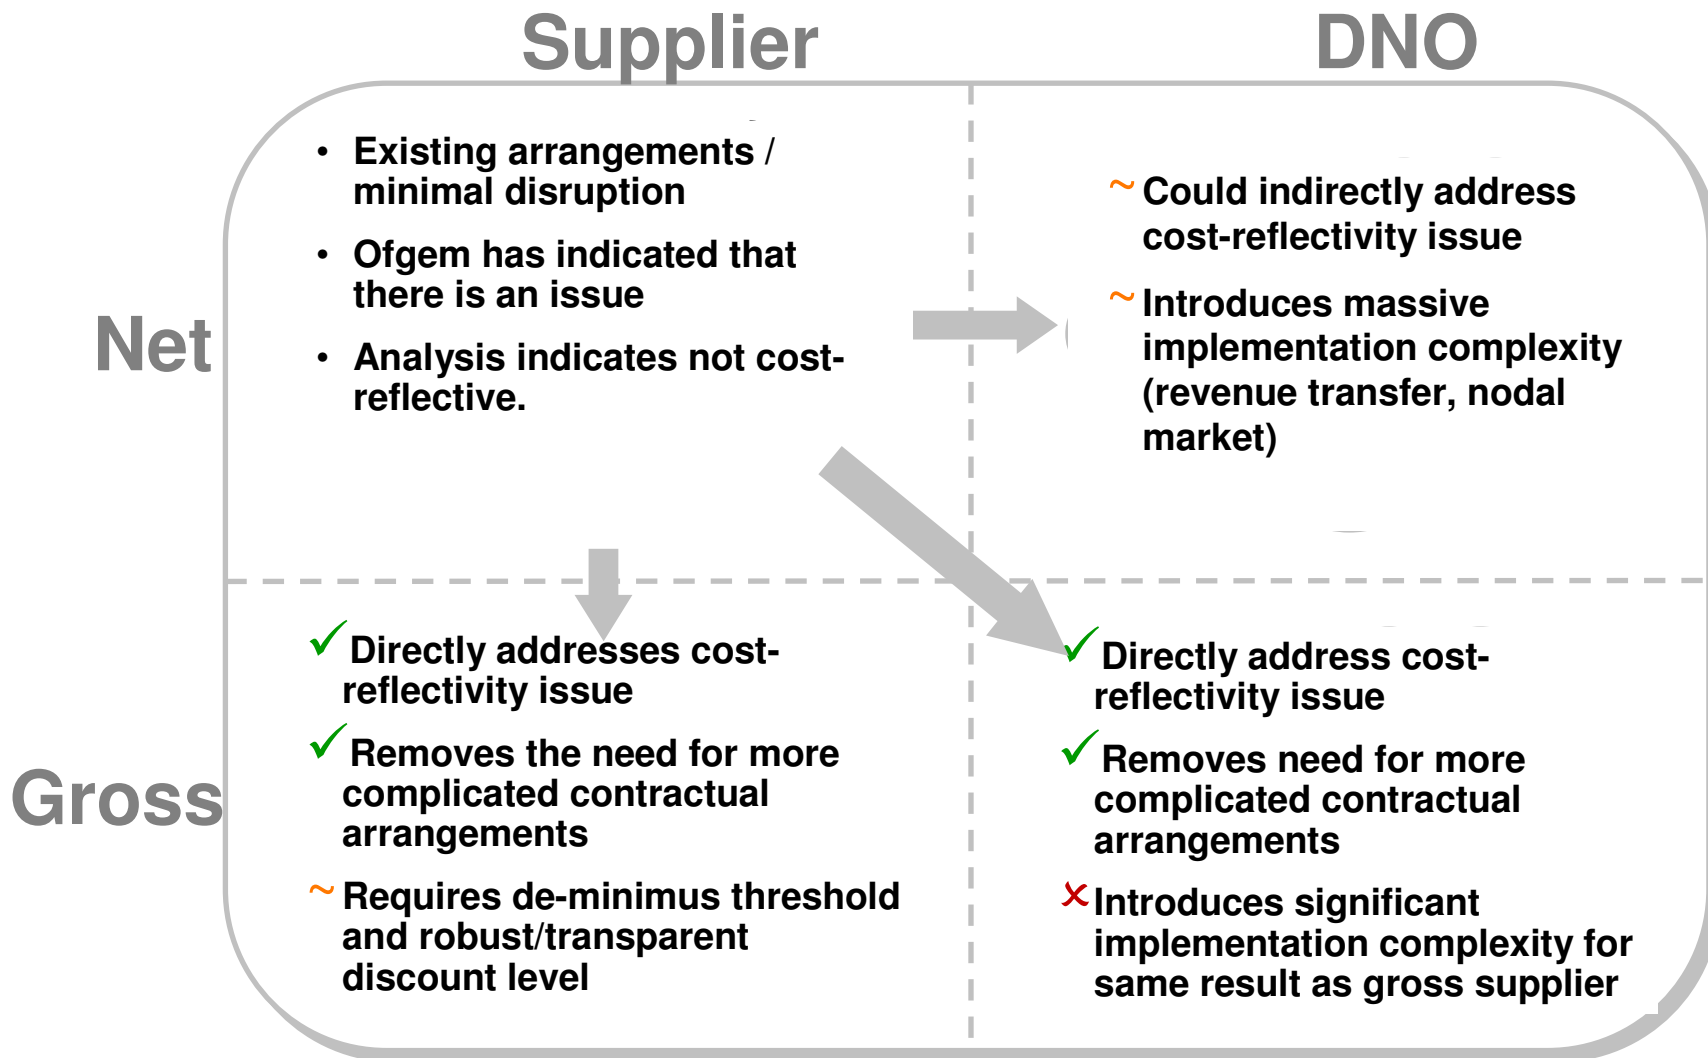 Supplier
DNO
Net
• Existing arrangements /
minimal disruption
• Ofgem has indicated that
there is an issue
• Analysis indicates not cost-
reflective.
~ Could indirectly address
cost-reflectivity issue
~ Introduces massive
implementation complexity
(revenue transfer, nodal
market)
Gross
✓ Directly addresses cost-
reflectivity issue
✓ Removes the need for more
complicated contractual
arrangements
~ Requires de-minimus threshold
and robust/transparent
discount level
✓ Directly address cost-
reflectivity issue
✓ Removes need for more
complicated contractual
arrangements
✗ Introduces significant
implementation complexity for
same result as gross supplier